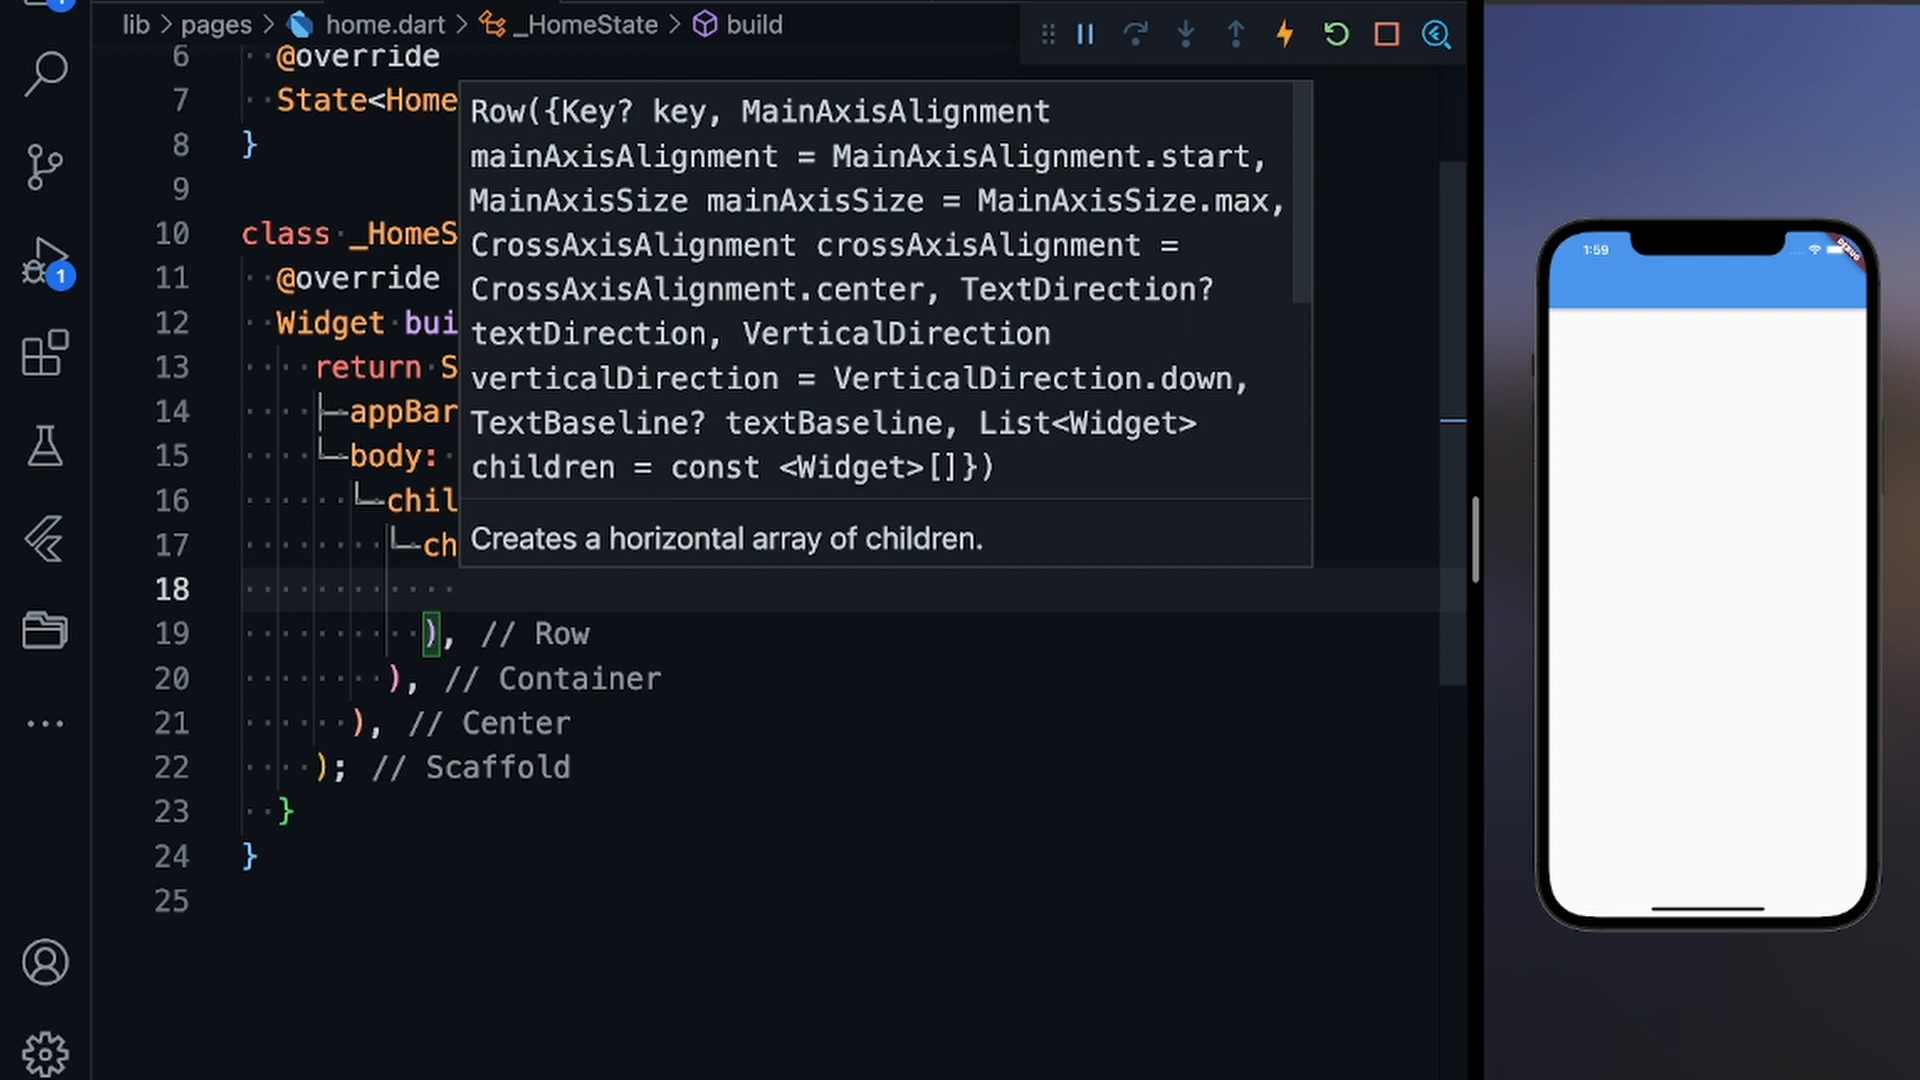 1
lib > pages > home.dart > _HomeState > build
6 @override
7 State<Home
8 }
9
10 class _HomeS
11 @override
12 Widget bui
13 return S
14 appBar
15 body:
16 chil
17 ch
18
19 ), // Row
20 ), // Container
21 ), // Center
22 ); // Scaffold
23 }
24 }
25
Row({Key? key, MainAxisAlignment
mainAxisAlignment = MainAxisAlignment.start,
MainAxisSize mainAxisSize = MainAxisSize.max,
CrossAxisAlignment crossAxisAlignment =
CrossAxisAlignment.center, TextDirection?
textDirection, VerticalDirection
verticalDirection = VerticalDirection.down,
TextBaseline? textBaseline, List<Widget>
children = const <Widget>[]})
Creates a horizontal array of children.
1
1:59
DEBUG